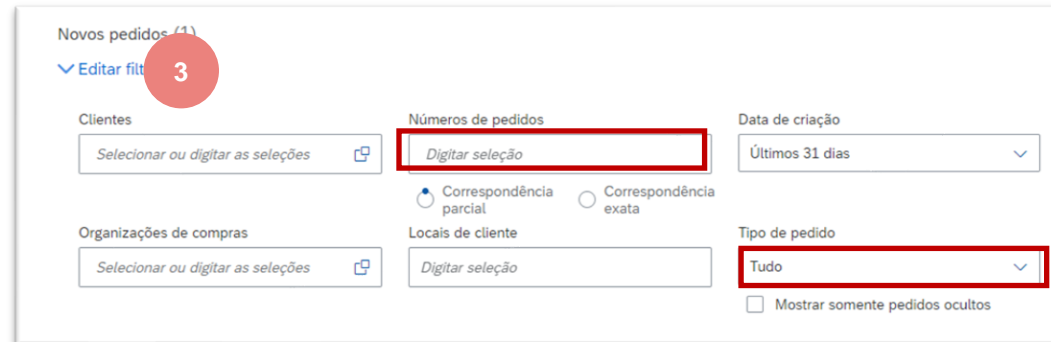 Novos pedidos (1)
Editar filt
3
Clientes
Números de pedidos
Data de criação
Selecionar ou digitar as seleções
Digitar seleção
Últimos 31 dias
Correspondência parcial
Correspondência exata
Organizações de compras
Locais de cliente
Tipo de pedido
Selecionar ou digitar as seleções
Digitar seleção
Tudo
Mostrar somente pedidos ocultos